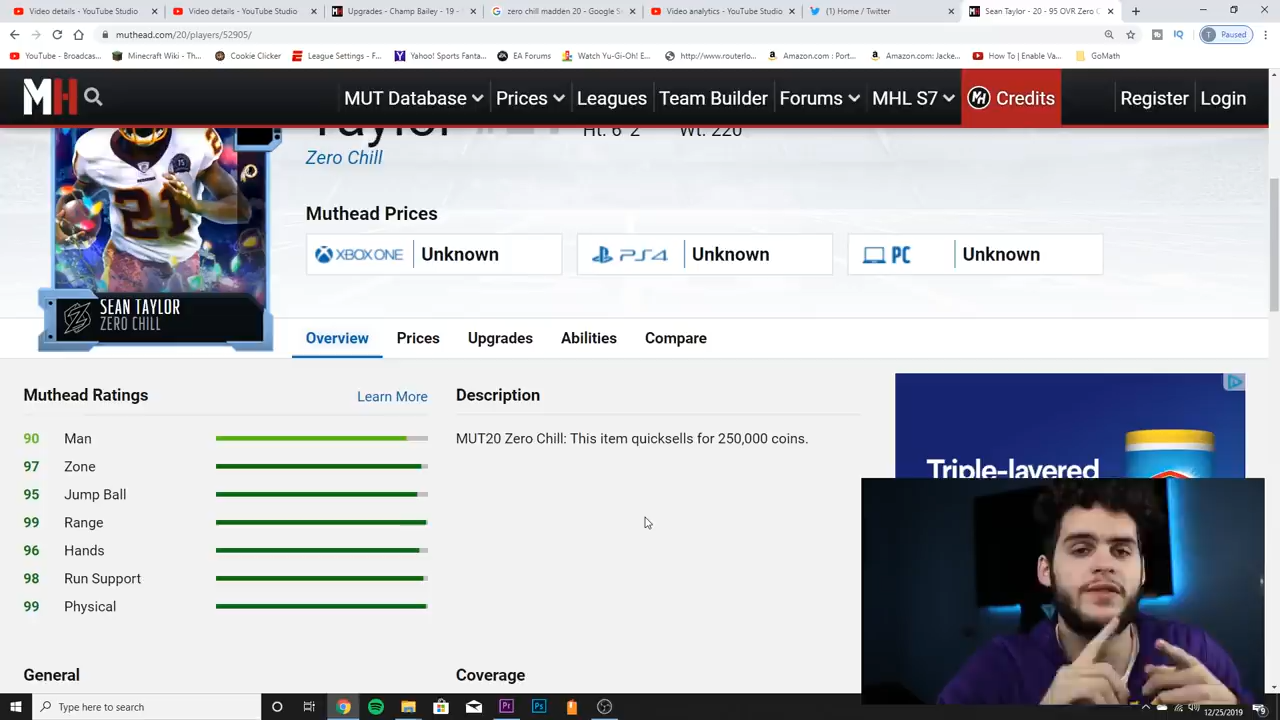 Video details - YouTube Studio
Video details - YouTube Studio
Upgrades - Champ Bailey - 19 -
zero chill madden 20 - Google S
Video analytics - YouTube Studio
(1) Home / Twitter
Sean Taylor - 20 - 95 OVR Zero C
muthead.com/20/players/52905/
Paused
YouTube - Broadcas...
Minecraft Wiki - Th...
Cookie Clicker
League Settings - F...
Yahoo! Sports Fanta...
EA Forums
Watch Yu-Gi-Oh! E...
http://www.routerlo...
Amazon.com : Port...
Amazon.com: Jacke...
How To | Enable Va...
GoMath
MH
MUT Database
Prices
Leagues
Team Builder
Forums
MHL S7
Credits
Register
Login
Taylor
Ht: 6' 2"
Wt: 220
Zero Chill
Muthead Prices
XBOX ONE
Unknown
PS4
Unknown
PC
Unknown
21
SEAN TAYLOR
ZERO CHILL
Overview
Prices
Upgrades
Abilities
Compare
Muthead Ratings
Learn More
90 Man
97 Zone
95 Jump Ball
99 Range
96 Hands
98 Run Support
99 Physical
Description
MUT20 Zero Chill: This item quicksells for 250,000 coins.
Triple-layered
General
Coverage
Type here to search
12/25/2019